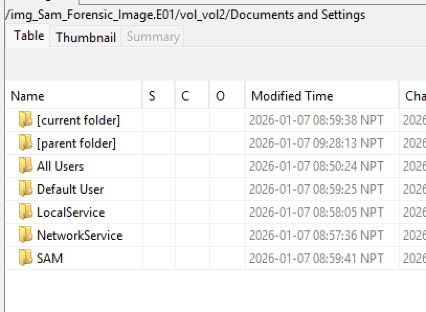 /img_Sam_Forensic_Image.E01/vol_vol2/Documents and Settings
Table Thumbnail Summary
Name S C O Modified Time Cha
[current folder] 2026-01-07 08:59:38 NPT 2026
[parent folder] 2026-01-07 09:28:13 NPT 2026
All Users 2026-01-07 08:50:24 NPT 2026
Default User 2026-01-07 08:59:25 NPT 2026
LocalService 2026-01-07 08:58:05 NPT 2026
NetworkService 2026-01-07 08:57:36 NPT 2026
SAM 2026-01-07 08:59:41 NPT 2026